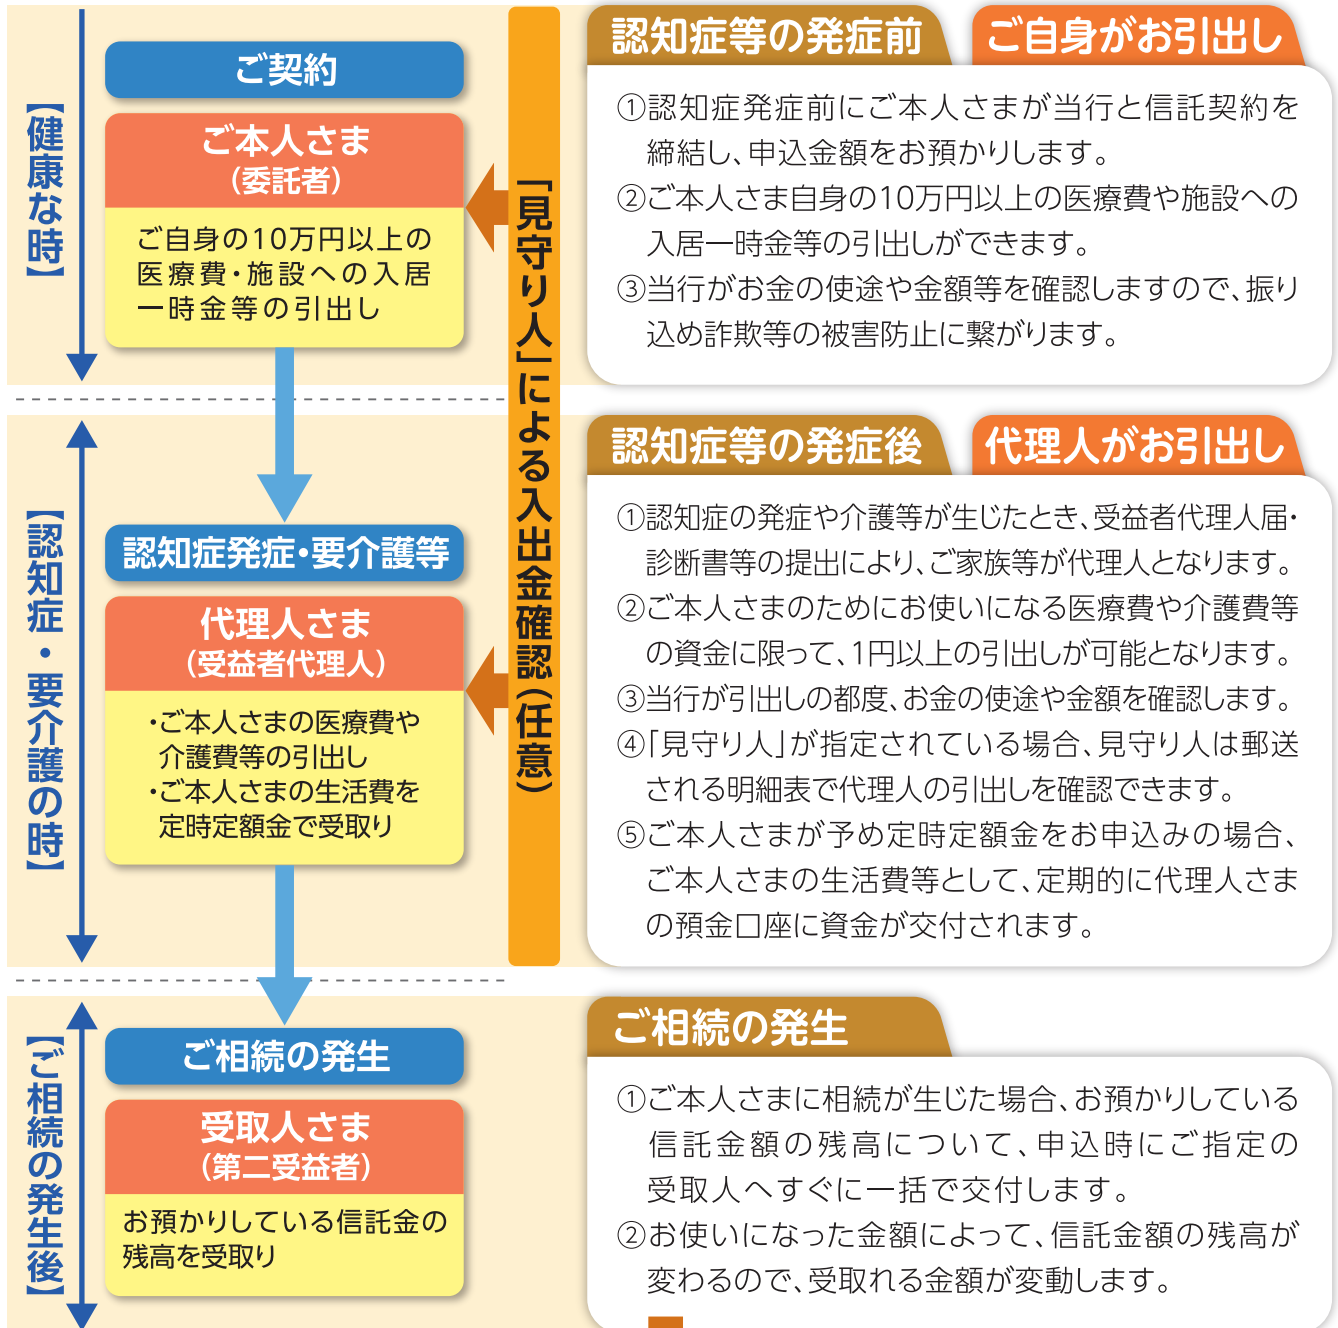 【健康な時】
ご契約
ご本人さま
（委託者）
ご自身の10万円以上の
医療費・施設への入居
一時金等の引出し
「見守り人」による入出金確認（任意）
認知症等の発症前
ご自身がお引出し
①認知症発症前にご本人さまが当行と信託契約を
締結し、申込金額をお預かりします。
②ご本人さま自身の10万円以上の医療費や施設への
入居一時金等の引出しができます。
③当行がお金の使途や金額等を確認しますので、振り
込め詐欺等の被害防止に繋がります。
【認知症・要介護の時】
認知症発症・要介護等
代理人さま
（受益者代理人）
・ご本人さまの医療費や
介護費等の引出し
・ご本人さまの生活費を
定時定額金で受取り
認知症等の発症後
代理人がお引出し
①認知症の発症や介護等が生じたとき、受益者代理人届・
診断書等の提出により、ご家族等が代理人となります。
②ご本人さまのためにお使いになる医療費や介護費等
の資金に限って、1円以上の引出しが可能となります。
③当行が引出しの都度、お金の使途や金額を確認します。
④「見守り人」が指定されている場合、見守り人は郵送
される明細表で代理人の引出しを確認できます。
⑤ご本人さまが予め定時定額金をお申込みの場合、
ご本人さまの生活費等として、定期的に代理人さま
の預金口座に資金が交付されます。
【ご相続の発生後】
ご相続の発生
受取人さま
（第二受益者）
お預かりしている信託金の
残高を受取り
ご相続の発生
①ご本人さまに相続が生じた場合、お預かりしている
信託金額の残高について、申込時にご指定の
受取人へすぐに一括で交付します。
②お使いになった金額によって、信託金額の残高が
変わるので、受取れる金額が変動します。